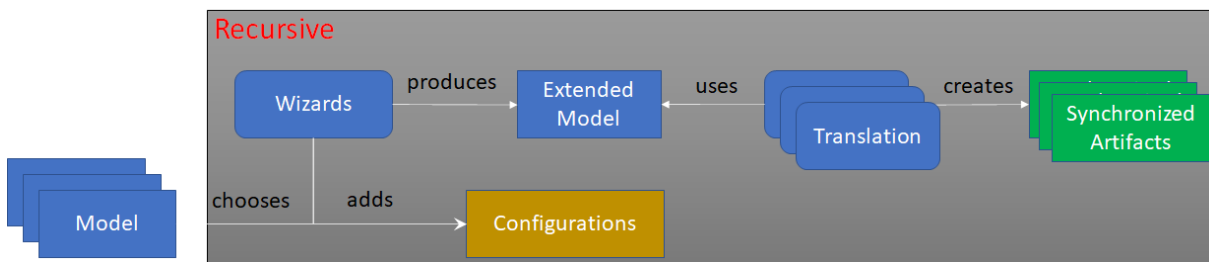 Recursive
Wizards
produces
Extended
Model
uses
Translation
creates
Synchronized
Artifacts
Model
chooses
adds
Configurations